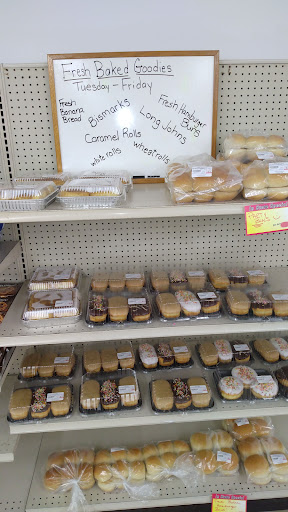 Fresh Baked Goodies
Tuesday - Friday
Fresh
Banana
Bread
Bismarks
Fresh Hamburger
Buns
Long Johns
Caramel Rolls
white rolls
Wheat rolls